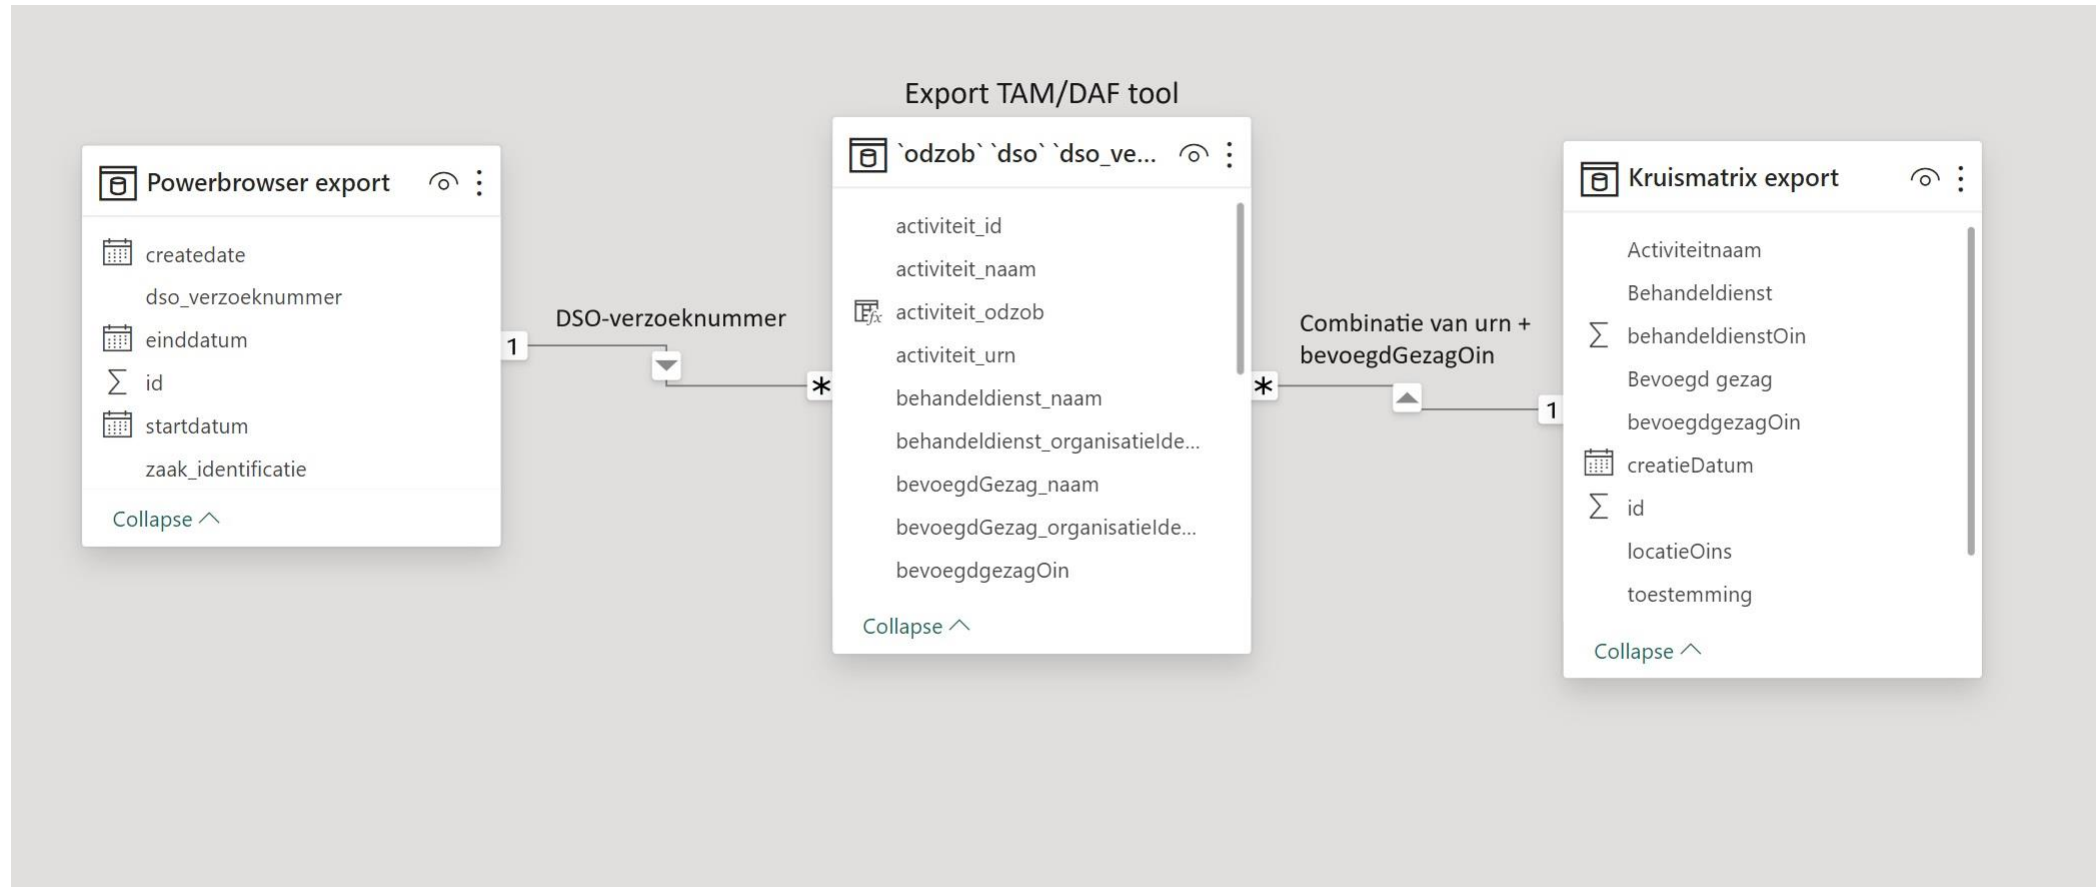 Export TAM/DAF tool
Powerbrowser export
createdate
dso_verzoeknummer
einddatum
id
startdatum
zaak_identificatie
Collapse
1
DSO-verzoeknummer
*
`odzob` `dso` `dso_ve...
activiteit_id
activiteit_naam
activiteit_odzob
activiteit_urn
behandeldienst_naam
behandeldienst_organisatieIde...
bevoegdGezag_naam
bevoegdGezag_organisatieIde...
bevoegdgezagOin
Collapse
*
Combinatie van urn +
bevoegdGezagOin
1
Kruismatrix export
Activiteitnaam
Behandeldienst
behandeldienstOin
Bevoegd gezag
bevoegdgezagOin
creatieDatum
id
locatieOins
toestemming
Collapse